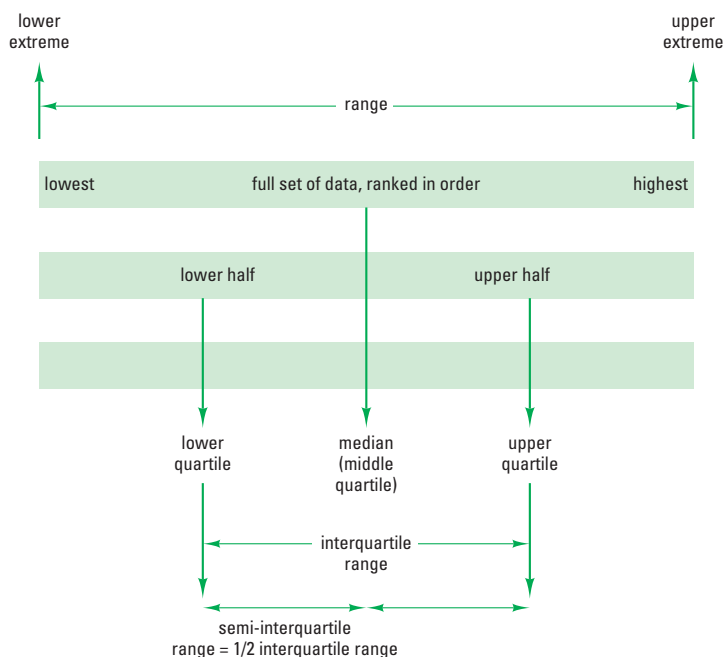 lower
extreme
upper
extreme
range
lowest
full set of data, ranked in order
highest
lower half
upper half
lower
quartile
median
(middle
quartile)
upper
quartile
interquartile
range
semi-interquartile
range = 1/2 interquartile range